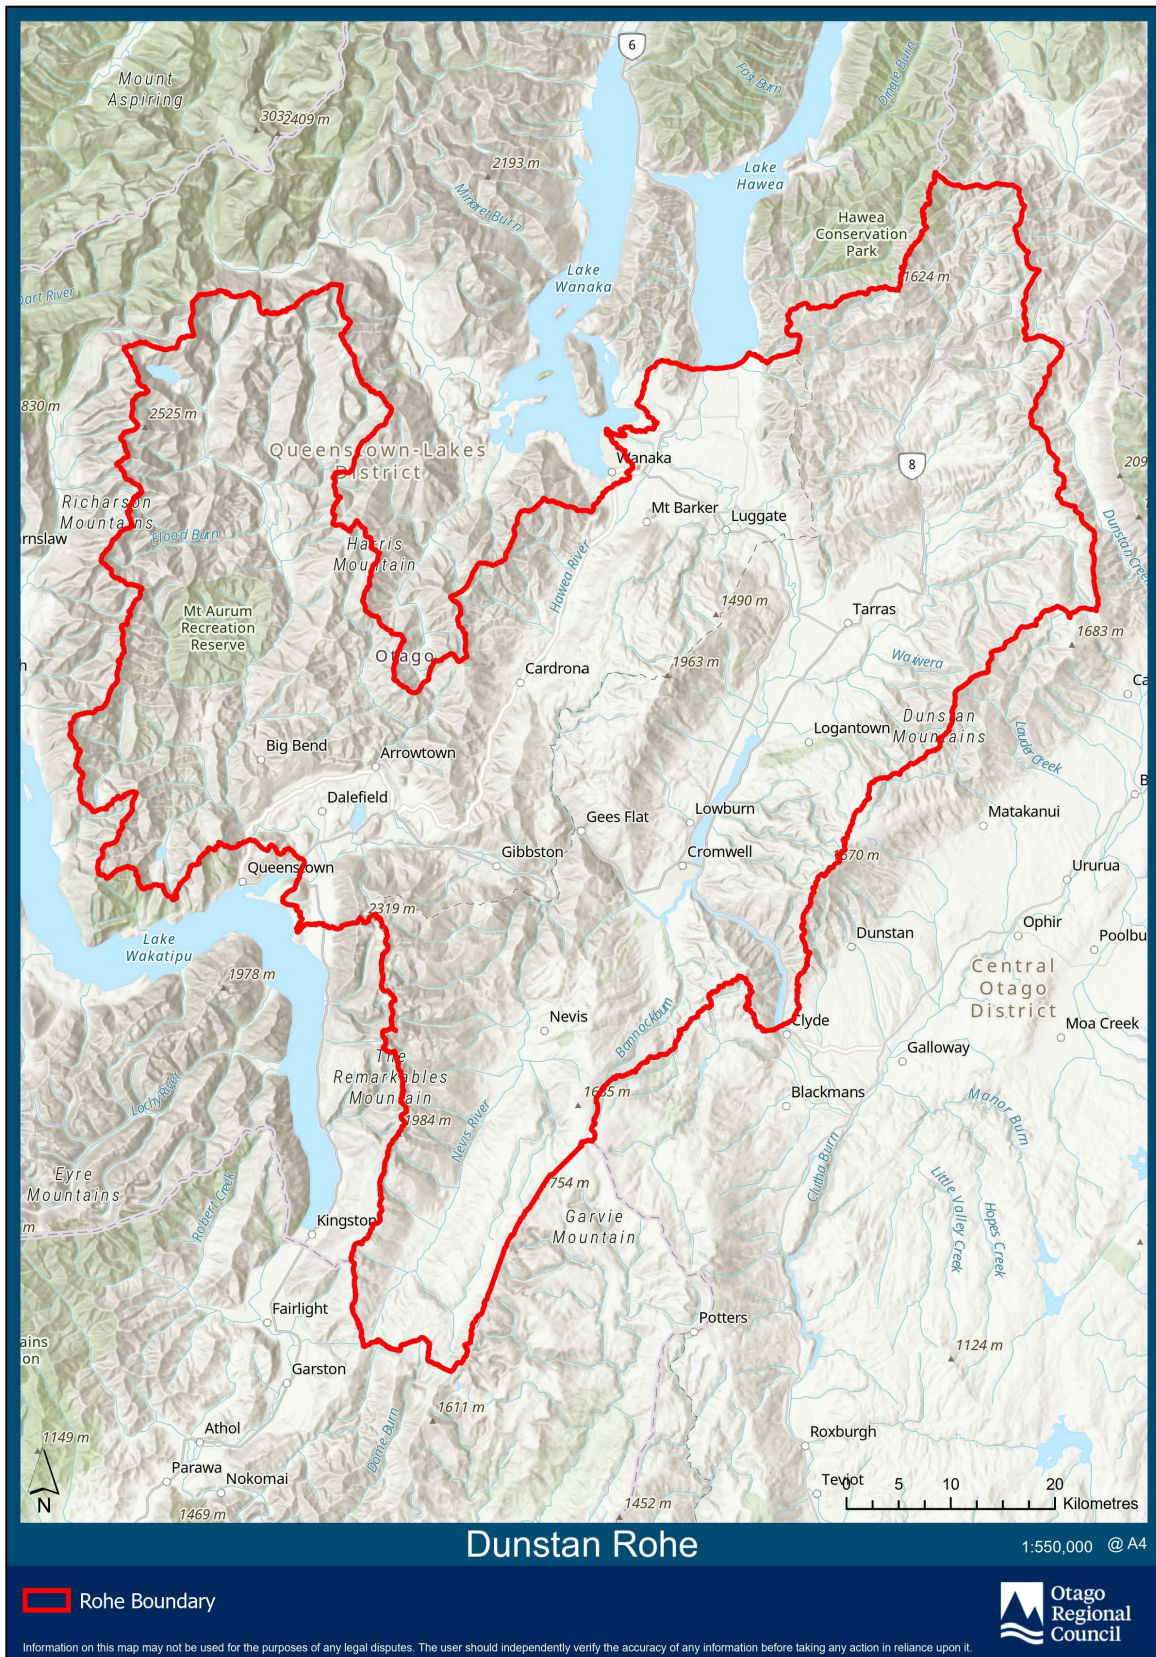 6
Mount
Aspiring
3032
2409 m
Fast Burn
Dingle Burn
2193 m
Lake
Hawea
Minaret Burn
Hawea
Conservation
Park
Lake
Wanaka
1624 m
part River
830 m
2525 m
Queenstown-Lakes
District
8
209
Wanaka
Richarson
Mountains
Mt Barker
Luggate
Flood Burn
rnslaw
Harris
Mountain
Dunstan Creek
Hawea River
Mt Aurum
Recreation
Reserve
1490 m
Tarras
1683 m
Otago
n
Cardrona
1963 m
Waiwera
Ca
Dunstan
Mountains
Logantown
Lauder Creek
Big Bend
Arrowtown
B
Dalefield
Gees Flat
Lowburn
Matakanui
Queenstown
Gibbston
Cromwell
1670 m
Ururua
2319 m
Ophir
Dunstan
Poolbu
Lake
Wakatipu
1978 m
Central
Otago
District
Nevis
Bannockburn
Clyde
Moa Creek
Galloway
The
Remarkables
Mountain
Lochy River
1685 m
Blackmans
Manor Burn
1984 m
Nevis River
Clutha Burn
Eyre
Mountains
Robert Creek
754 m
Little Valley Creek
Hopes Creek
m
Kingston
Garvie
Mountain
Fairlight
Potters
ains
on
Garston
1124 m
1611 m
Dome Burn
Athol
1149 m
Roxburgh
Parawa
Nokomai
Teviot
0 5 10 20
Kilometres
N
1469 m
1452 m
Dunstan Rohe
1:550,000 @ A4
Rohe Boundary
Otago
Regional
Council
Information on this map may not be used for the purposes of any legal disputes. The user should independently verify the accuracy of any information before taking any action in reliance upon it.